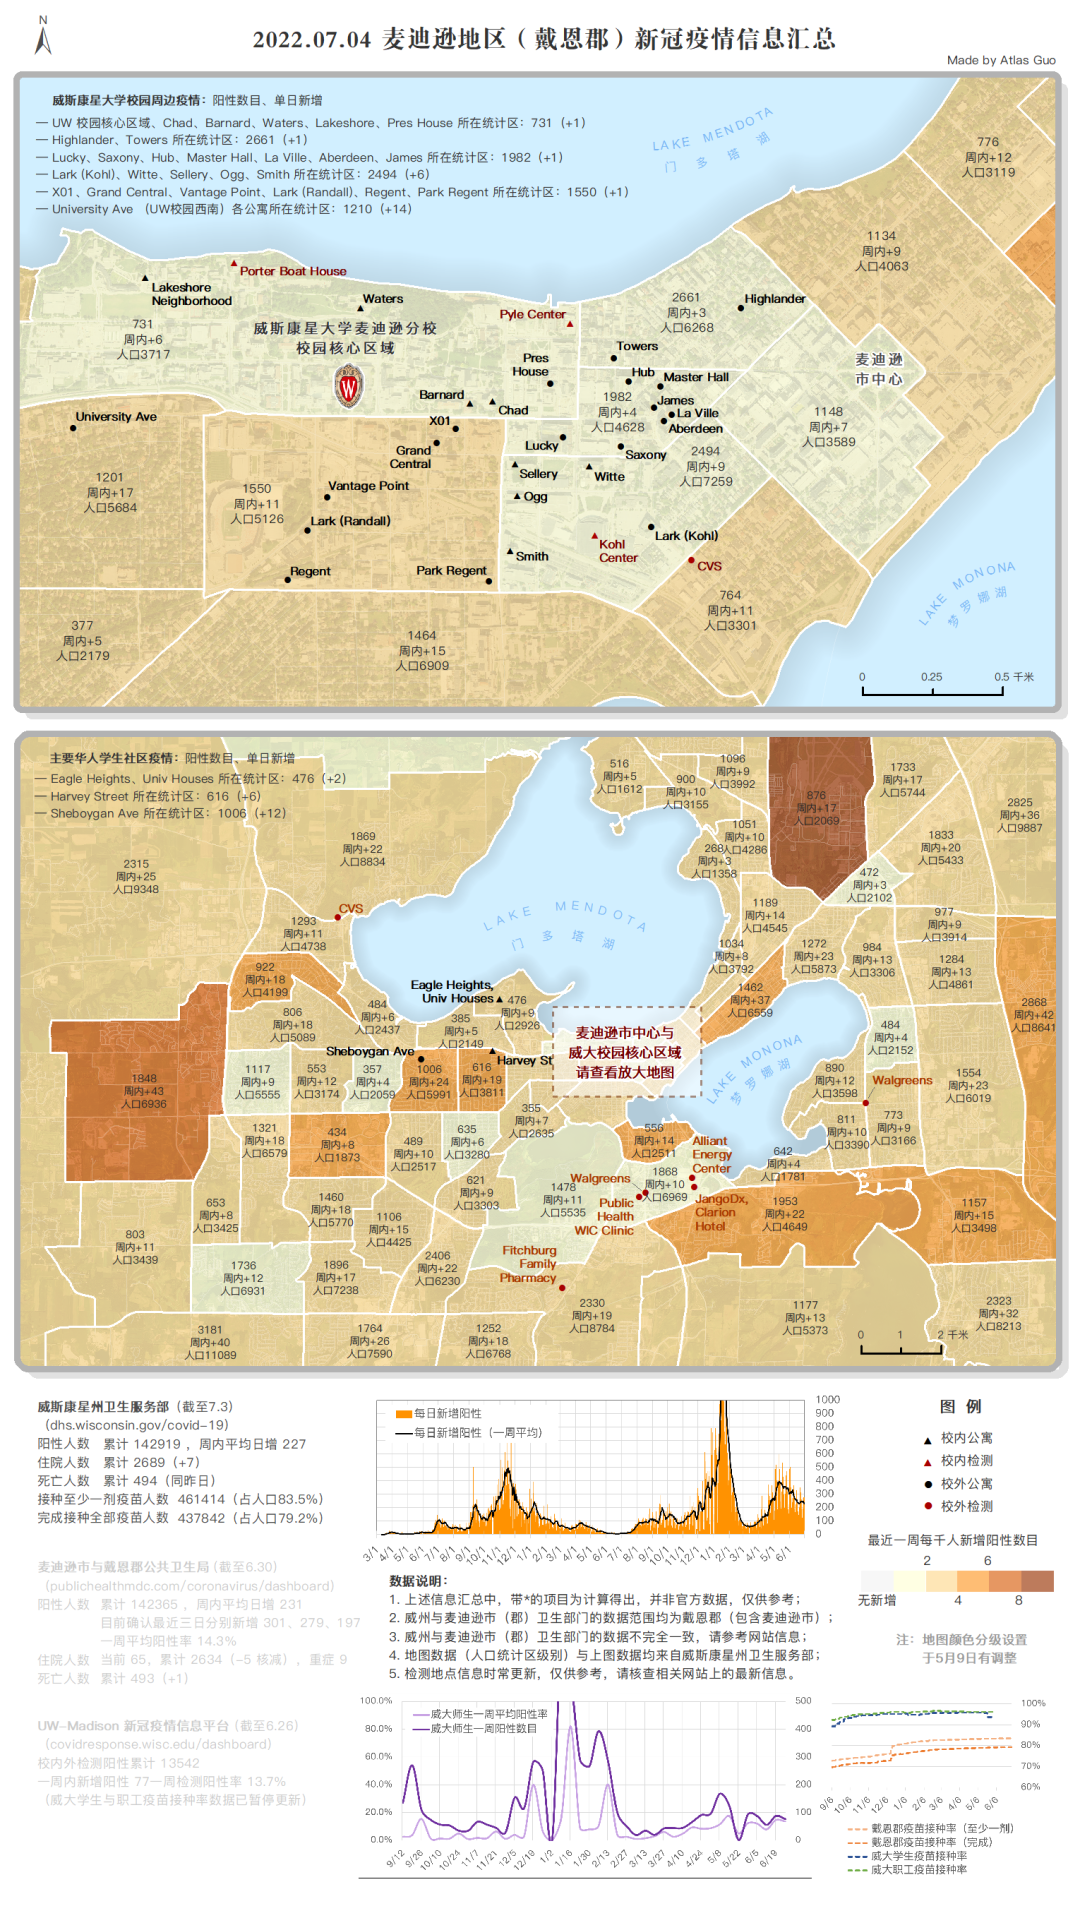 N
2022.07.04 麦迪逊地区（戴恩郡）新冠疫情信息汇总
Made by Atlas Guo
威斯康星大学校园周边疫情：阳性数目、单日新增
— UW 校园核心区域、Chad、Barnard、Waters、Lakeshore、Pres House 所在统计区：731（+1）
— Highlander、Towers 所在统计区：2661（+1）
— Lucky、Saxony、Hub、Master Hall、La Ville、Aberdeen、James 所在统计区：1982（+1）
— Lark (Kohl)、Witte、Sellery、Ogg、Smith 所在统计区：2494（+6）
— X01、Grand Central、Vantage Point、Lark (Randall)、Regent、Park Regent 所在统计区：1550（+1）
— University Ave （UW校园西南）各公寓所在统计区：1210（+14）
LAKE MENDOTA
门多塔湖
776
周内+12
人口3119
1134
周内+9
人口4063
Porter Boat House
Lakeshore
Neighborhood
Waters
731
周内+6
人口3717
威斯康星大学麦迪逊分校
校园核心区域
W
Pyle Center
2661
周内+3
人口6268
Highlander
Towers
Pres
House
Hub
Master Hall
麦迪逊
市中心
Barnard
Chad
1982
周内+4
人口4628
James
La Ville
Aberdeen
1148
周内+7
人口3589
University Ave
X01
Grand
Central
Lucky
Saxony
2494
周内+9
人口7259
1201
周内+17
人口5684
1550
周内+11
人口5126
Vantage Point
Sellery
Witte
Ogg
Lark (Randall)
Lark (Kohl)
Kohl
Center
Smith
CVS
Regent
Park Regent
764
周内+11
人口3301
LAKE MONONA
梦罗娜湖
377
周内+5
人口2179
1464
周内+15
人口6909
0 0.25 0.5 千米
主要华人学生社区疫情：阳性数目、单日新增
— Eagle Heights、Univ Houses 所在统计区：476（+2）
— Harvey Street 所在统计区：616（+6）
— Sheboygan Ave 所在统计区：1006（+12）
516
周内+5
人口1612
900
周内+10
人口3155
1096
周内+9
人口3992
876
周内+17
人口2069
1733
周内+17
人口5744
2825
周内+36
人口9887
1051
周内+10
人口4286
268
周内+3
人口1358
1833
周内+20
人口5433
472
周内+3
人口2102
2315
周内+25
人口9348
1869
周内+22
人口8834
CVS
1293
周内+11
人口4738
LAKE MENDOTA
门多塔湖
1189
周内+14
人口4545
977
周内+9
人口3914
1034
周内+8
人口3792
1272
周内+23
人口5873
984
周内+13
人口3306
1284
周内+13
人口4861
922
周内+18
人口4199
1462
周内+37
人口6559
2868
周内+42
人口8641
Eagle Heights,
Univ Houses
476
周内+9
人口2926
484
周内+6
人口2437
806
周内+18
人口5089
385
周内+5
人口2149
484
周内+4
人口2152
麦迪逊市中心与
威大校园核心区域
请查看放大地图
Sheboygan Ave
Harvey St
LAKE MONONA
梦罗娜湖
1848
周内+43
人口6936
1117
周内+9
人口5555
553
周内+12
人口3174
357
周内+4
人口2059
1006
周内+24
人口5991
616
周内+19
人口3811
890
周内+12
人口3598
Walgreens
1554
周内+23
人口6019
355
周内+7
人口2635
811
周内+10
人口3390
773
周内+9
人口3166
1321
周内+18
人口6579
434
周内+8
人口1873
489
周内+10
人口2517
635
周内+6
人口3280
556
周内+14
人口2511
Alliant
Energy
Center
642
周内+4
人口1781
1868
周内+10
人口6969
621
周内+9
人口3303
1478
周内+11
人口5535
Walgreens
Public
Health
WIC Clinic
JangoDx,
Clarion
Hotel
1953
周内+22
人口4649
1157
周内+15
人口3498
653
周内+8
人口3425
1460
周内+18
人口5770
1106
周内+15
人口4425
803
周内+11
人口3439
2406
周内+22
人口6230
Fitchburg
Family
Pharmacy
1736
周内+12
人口6931
1896
周内+17
人口7238
2330
周内+19
人口8784
1177
周内+13
人口5373
2323
周内+32
人口8213
3181
周内+40
人口11089
1764
周内+26
人口7590
1252
周内+18
人口6768
0 1 2 千米
威斯康星州卫生服务部（截至7.3）
（dhs.wisconsin.gov/covid-19）
阳性人数 累计 142919 ，周内平均日增 227
住院人数 累计 2689（+7）
死亡人数 累计 494（同昨日）
接种至少一剂疫苗人数 461414（占人口83.5%）
完成接种全部疫苗人数 437842（占人口79.2%）
麦迪逊市与戴恩郡公共卫生局（截至6.30）
（publichealthmdc.com/coronavirus/dashboard）
阳性人数 累计 142365 ，周内平均日增 231
目前确认最近三日分别新增 301、279、197
一周平均阳性率 14.3%
住院人数 当前 65，累计 2634（-5 核减），重症 9
死亡人数 累计 493（+1）
UW-Madison 新冠疫情信息平台（截至6.26）
（covidresponse.wisc.edu/dashboard）
校内外检测阳性累计 13542
一周内新增阳性 77一周检测阳性率 13.7%
（威大学生与职工疫苗接种率数据已暂停更新）
每日新增阳性
每日新增阳性（一周平均）
1000
900
800
700
600
500
400
300
200
100
0
3/1 4/1 5/1 6/1 7/1 8/1 9/1 10/1 11/1 12/1 1/1 2/1 3/1 4/1 5/1 6/1 7/1 8/1 9/1 10/1 11/1 12/1 1/1 2/1 3/1 4/1 5/1 6/1
数据说明：
1. 上述信息汇总中，带*的项目为计算得出，并非官方数据，仅供参考；
2. 威州与麦迪逊市（郡）卫生部门的数据范围均为戴恩郡（包含麦迪逊市）；
3. 威州与麦迪逊市（郡）卫生部门的数据不完全一致，请参考网站信息；
4. 地图数据（人口统计区级别）与上图数据均来自威斯康星州卫生服务部；
5. 检测地点信息时常更新，仅供参考，请核查相关网站上的最新信息。
图 例
校内公寓
校内检测
校外公寓
校外检测
最近一周每千人新增阳性数目
2 6
无新增 4 8
注：地图颜色分级设置
于5月9日有调整
威大师生一周平均阳性率
威大师生一周阳性数目
100.0%
80.0%
60.0%
40.0%
20.0%
0.0%
500
400
300
200
100
0
9/12 9/26 10/10 10/24 11/7 11/21 12/5 12/19 1/2 1/16 1/30 2/13 2/27 3/13 3/27 4/10 4/24 5/8 5/22 6/5 6/19
100%
90%
80%
70%
60%
9/6 10/6 11/6 12/6 1/6 2/6 3/6 4/6 5/6 6/6
戴恩郡疫苗接种率（至少一剂）
戴恩郡疫苗接种率（完成）
威大学生疫苗接种率
威大职工疫苗接种率